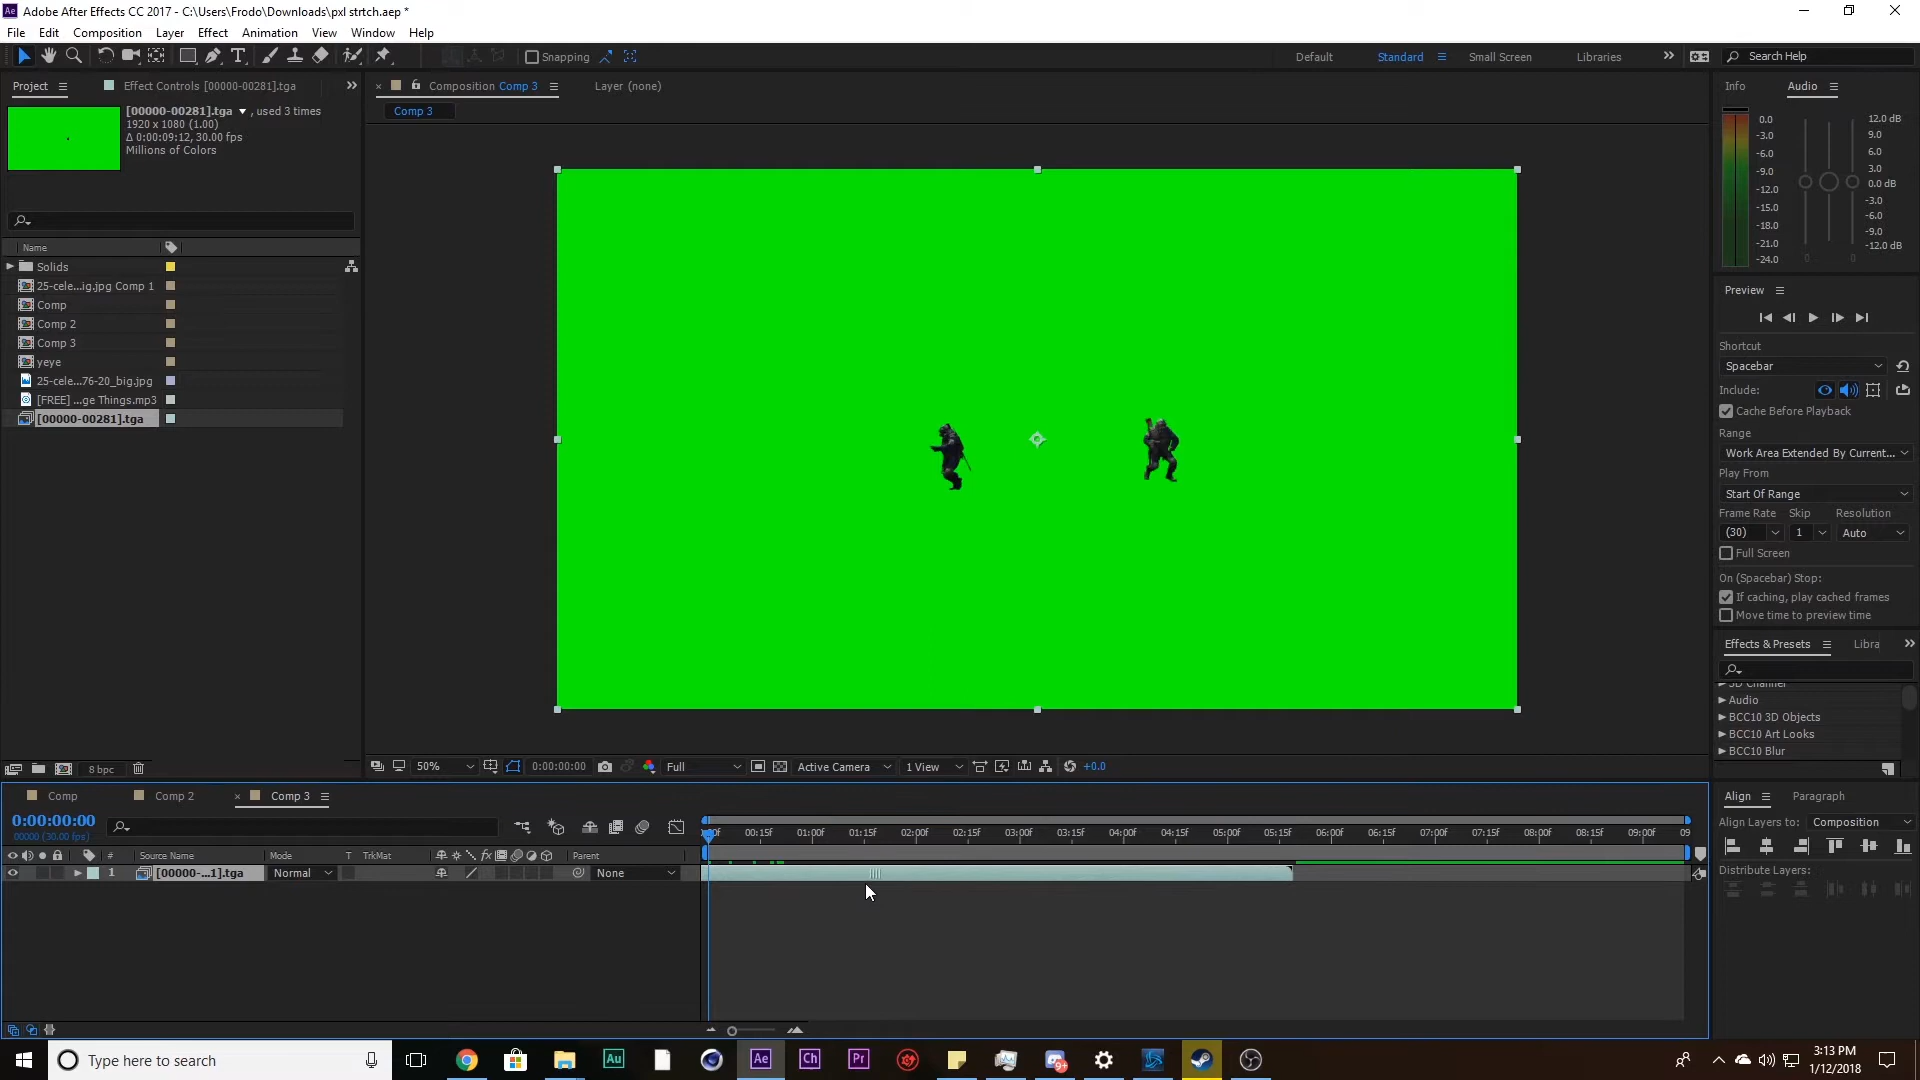 Adobe After Effects CC 2017 - C:\Users\Frodo\Downloads\pxl strtch.aep *
File Edit Composition Layer Effect Animation View Window Help
Snapping
Default Standard Small Screen Libraries
Search Help
Project Effect Controls [00000-00281].tga
[00000-00281].tga , used 3 times
1920 x 1080 (1.00)
Δ 0:00:09:12, 30.00 fps
Millions of Colors
Name
Solids
25-cele...ig.jpg Comp 1
Comp
Comp 2
Comp 3
yeye
25-cele...76-20_big.jpg
[FREE] ...ge Things.mp3
[00000-00281].tga
8 bpc
Composition Comp 3 Layer (none)
Comp 3
50% 0:00:00:00 Full Active Camera 1 View +0.0
Info Audio
0.0
-3.0
-6.0
-9.0
-12.0
-15.0
-18.0
-21.0
-24.0
12.0 dB
9.0
6.0
3.0
0.0 dB
-3.0
-6.0
-9.0
-12.0 dB
0 0
Preview
Shortcut
Spacebar
Include:
Cache Before Playback
Range
Work Area Extended By Current...
Play From
Start Of Range
Frame Rate Skip Resolution
(30) 1 Auto
Full Screen
On (Spacebar) Stop:
If caching, play cached frames
Move time to preview time
Effects & Presets Libra
3D Channel
Audio
BCC10 3D Objects
BCC10 Art Looks
BCC10 Blur
Align Paragraph
Align Layers to: Composition
Distribute Layers:
Comp Comp 2 Comp 3
0:00:00:00
00000 (30.00 fps)
00:15f 01:00f 01:15f 02:00f 02:15f 03:00f 03:15f 04:00f 04:15f 05:00f 05:15f 06:00f 06:15f 07:00f 07:15f 08:00f 08:15f 09:00f 09
# Source Name Mode T TrkMat Parent
1 [00000-...1].tga Normal None
Type here to search
Au Ae Ch Pr
3:13 PM
1/12/2018